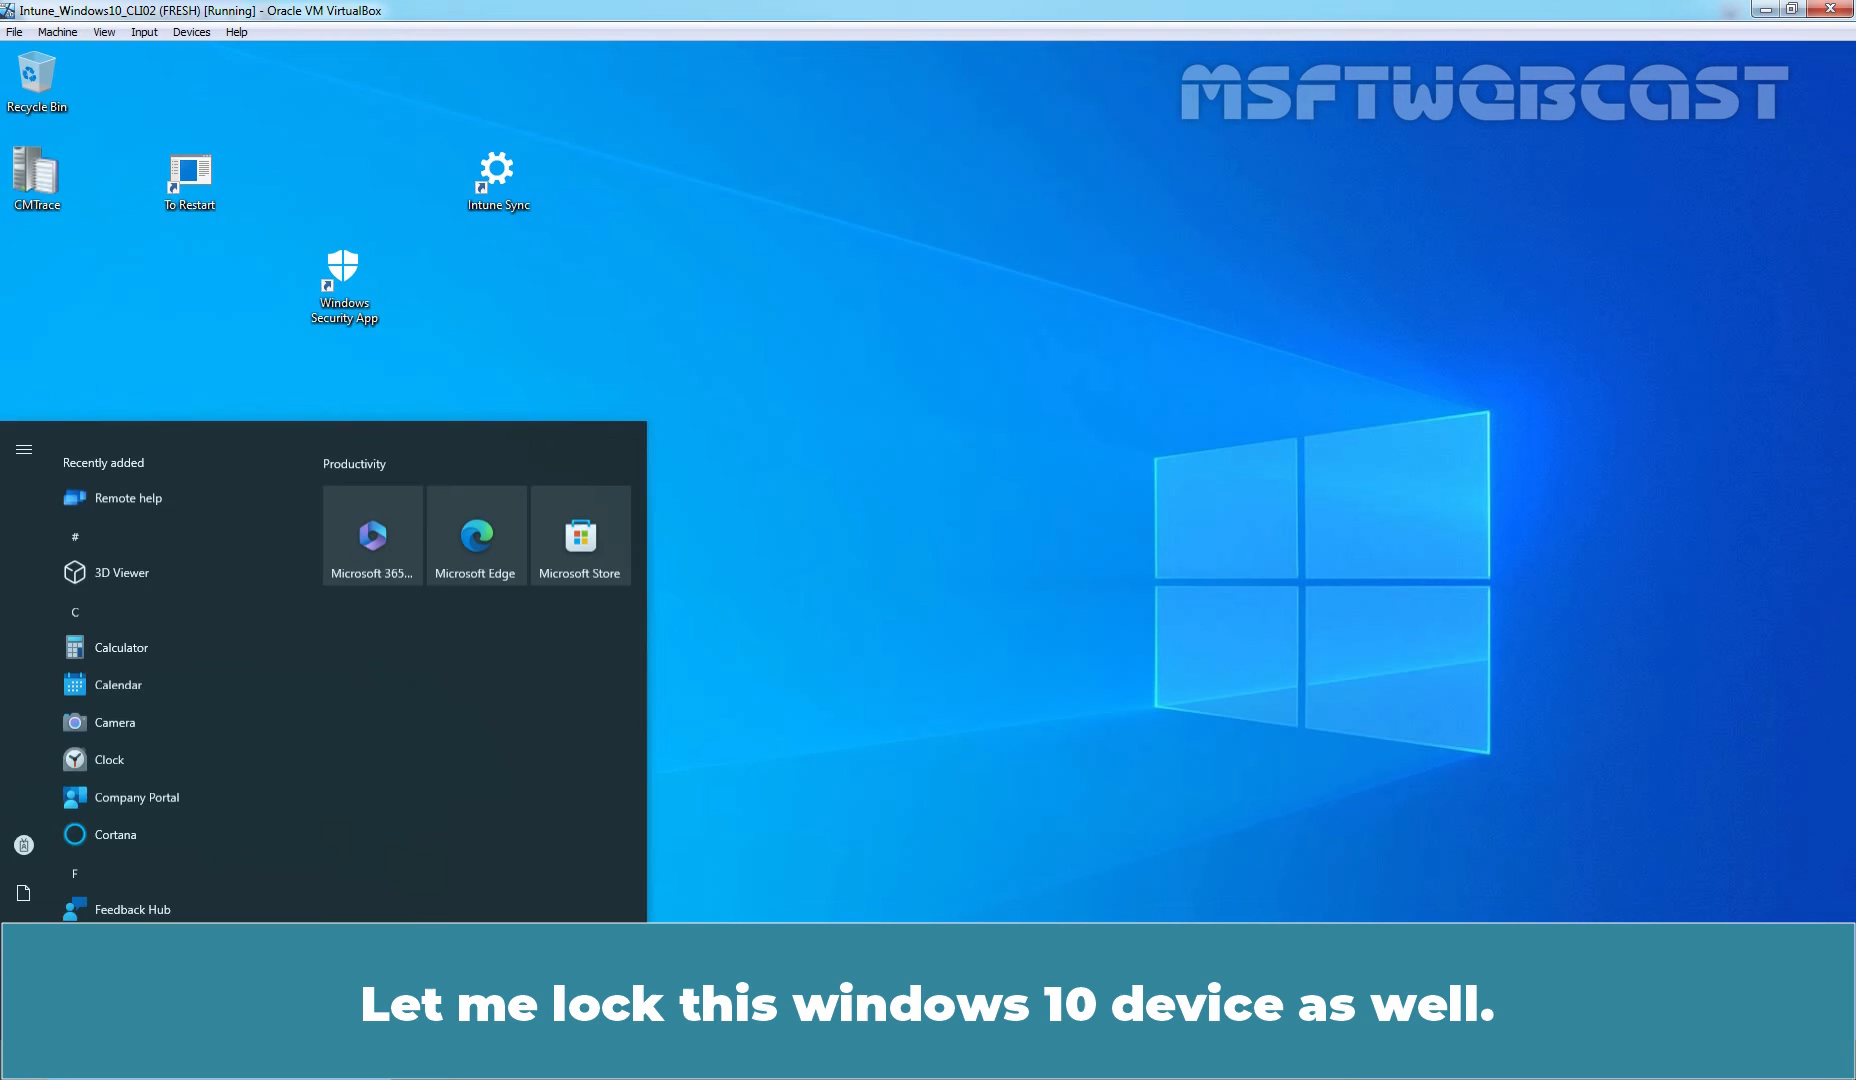 Intune_Windows10_CLI02 (FRESH) [Running] - Oracle VM VirtualBox
File Machine View Input Devices Help
MSFTWEBCAST
Recycle Bin
CMTrace
To Restart
Intune Sync
Windows
Security App
Recently added
Productivity
Remote help
#
3D Viewer
Microsoft 365...
Microsoft Edge
Microsoft Store
C
Calculator
Calendar
Camera
Clock
Company Portal
Cortana
F
Feedback Hub
Let me lock this windows 10 device as well.